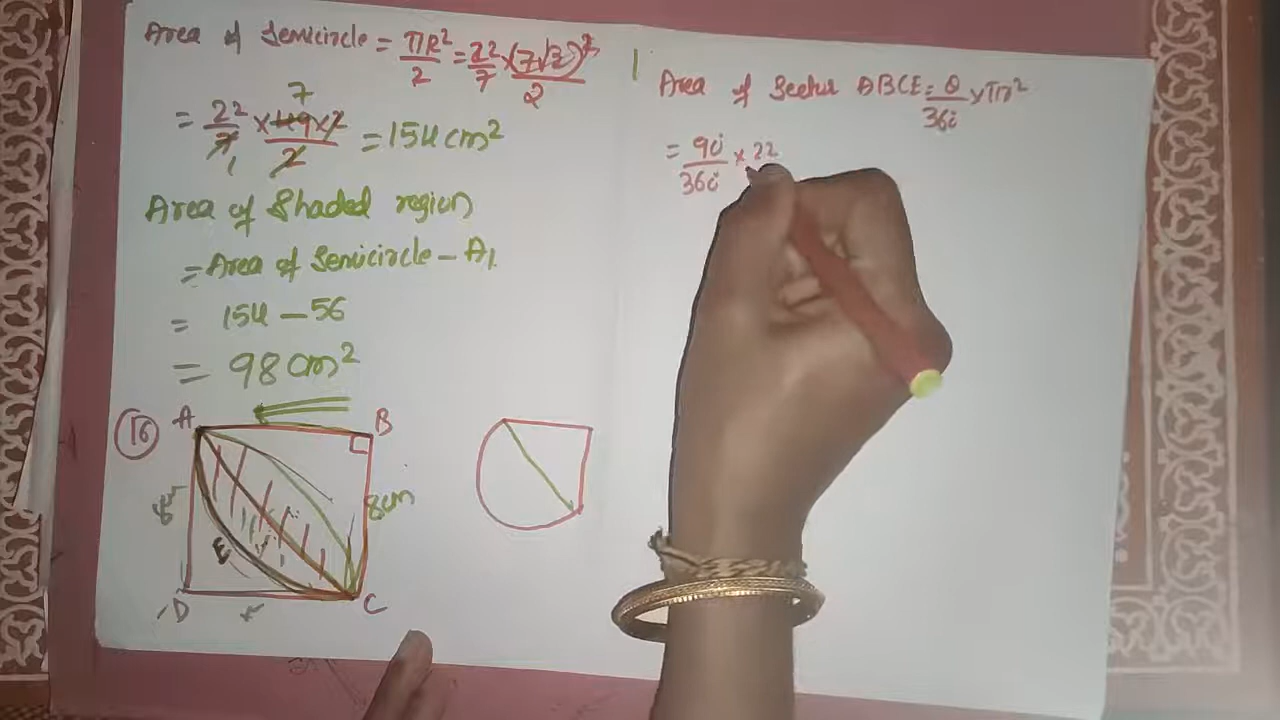 Area of Semicircle = πR²/2 = 22/7 × (7√2)²/2
= 22/7 × 49×2/2 = 154 cm²
7
1
Area of Shaded region
= Area of Semicircle - A1.
= 154 - 56
= 98 cm²
16
A
B
8cm
E
D
C
Area of Sector ABCE = θ/360 × πr²
= 90/360 × 22